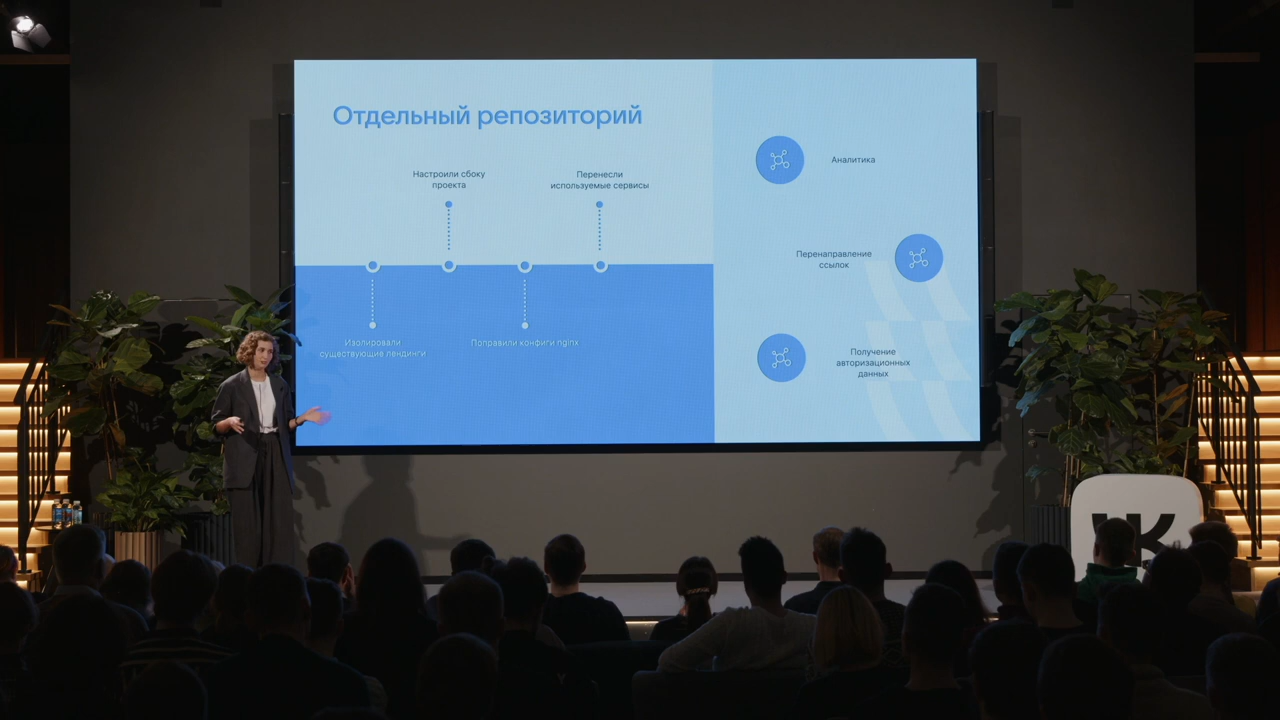 Отдельный репозиторий
Настроили сбоку
проекта
Перенесли
используемые сервисы
Изолировали
существующие лендинги
Поправили конфиги nginx
Аналитика
Перенаправление
ссылок
Получение
авторизационных
данных